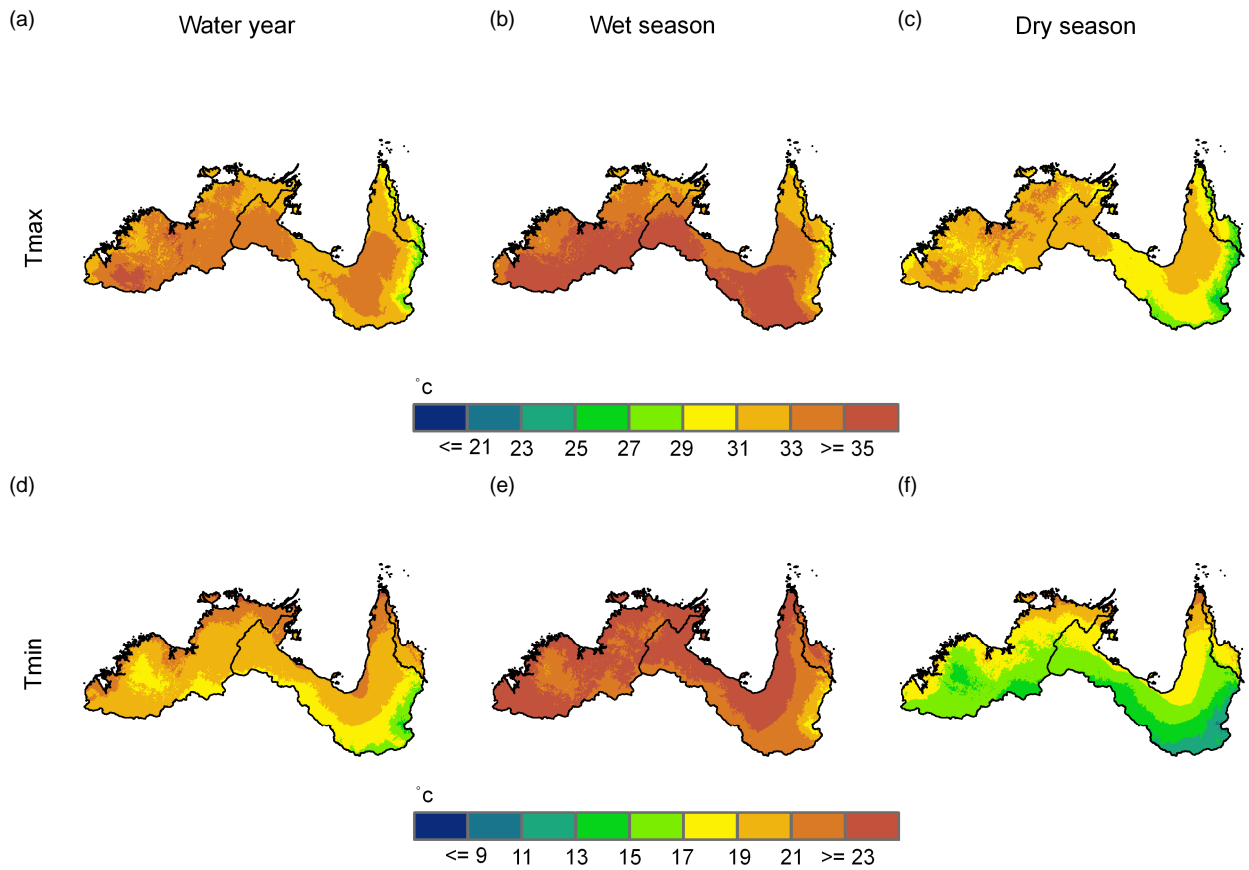 (a) Water year (b) Wet season (c) Dry season
Tmax
°c
<= 21 23 25 27 29 31 33 >= 35
(d) (e) (f)
Tmin
°c
<= 9 11 13 15 17 19 21 >= 23